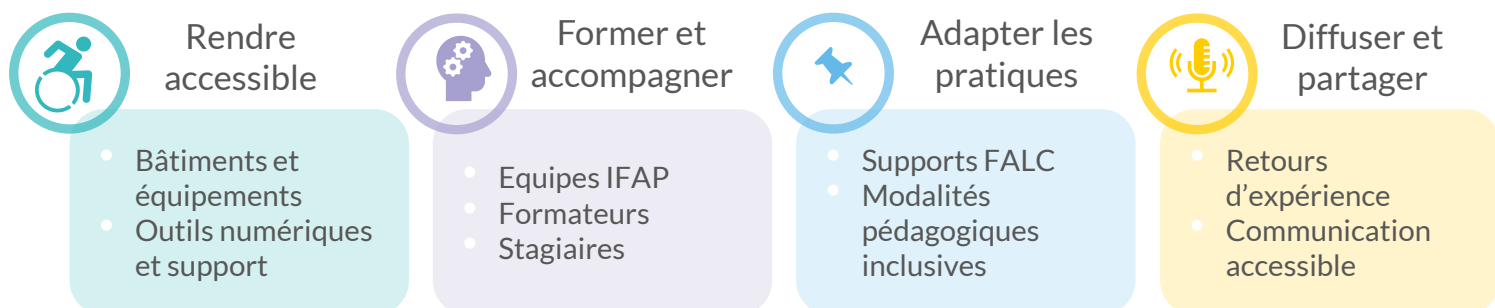 Rendre
accessible
Bâtiments et
équipements
Outils numériques
et support
Former et
accompagner
Equipes IFAP
Formateurs
Stagiaires
Adapter les
pratiques
Supports FALC
Modalités
pédagogiques
inclusives
Diffuser et
partager
Retours
d’expérience
Communication
accessible